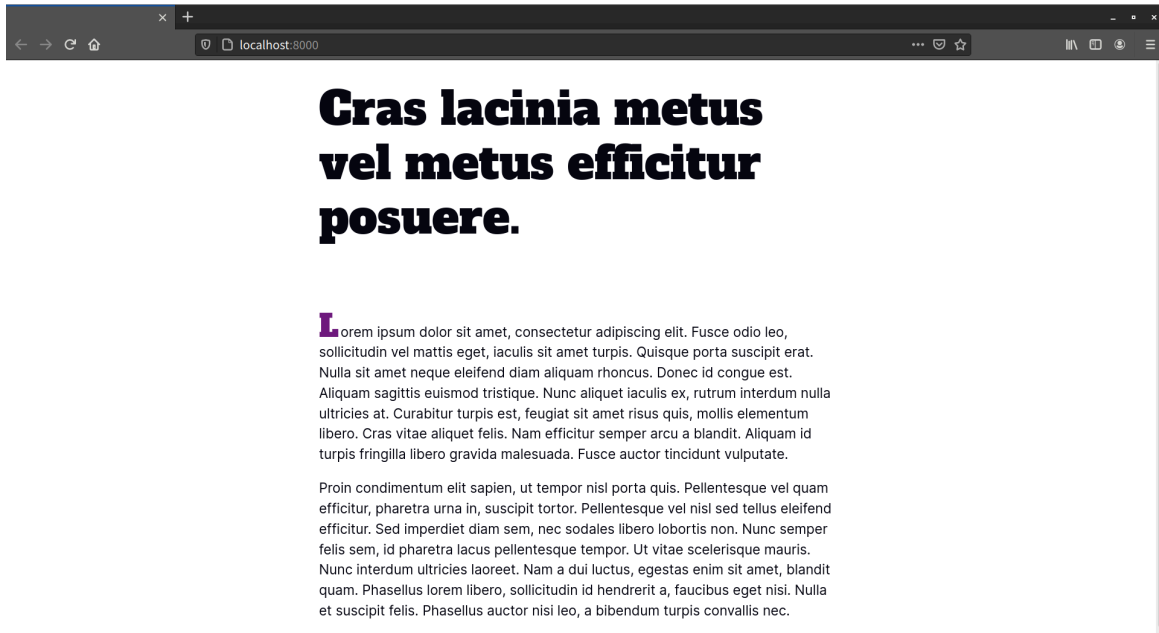 localhost:8000
Cras lacinia metus
vel metus efficitur
posuere.
Lorem ipsum dolor sit amet, consectetur adipiscing elit. Fusce odio leo,
sollicitudin vel mattis eget, iaculis sit amet turpis. Quisque porta suscipit erat.
Nulla sit amet neque eleifend diam aliquam rhoncus. Donec id congue est.
Aliquam sagittis euismod tristique. Nunc aliquet iaculis ex, rutrum interdum nulla
ultricies at. Curabitur turpis est, feugiat sit amet risus quis, mollis elementum
libero. Cras vitae aliquet felis. Nam efficitur semper arcu a blandit. Aliquam id
turpis fringilla libero gravida malesuada. Fusce auctor tincidunt vulputate.
Proin condimentum elit sapien, ut tempor nisl porta quis. Pellentesque vel quam
efficitur, pharetra urna in, suscipit tortor. Pellentesque vel nisl sed tellus eleifend
efficitur. Sed imperdiet diam sem, nec sodales libero lobortis non. Nunc semper
felis sem, id pharetra lacus pellentesque tempor. Ut vitae scelerisque mauris.
Nunc interdum ultricies laoreet. Nam a dui luctus, egestas enim sit amet, blandit
quam. Phasellus lorem libero, sollicitudin id hendrerit a, faucibus eget nisi. Nulla
et suscipit felis. Phasellus auctor nisi leo, a bibendum turpis convallis nec.